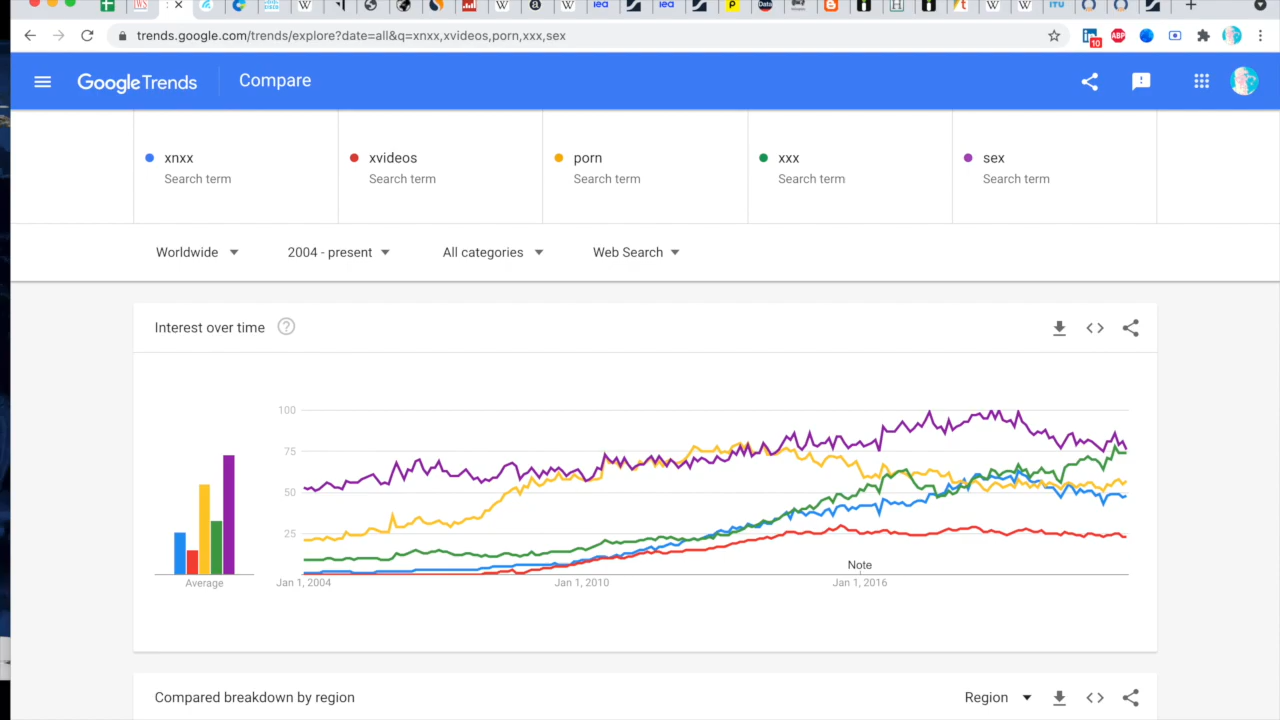 trends.google.com/trends/explore?date=all&q=xnxx,xvideos,porn,xxx,sex
10
ABP
Google Trends
Compare
xnxx
xvideos
porn
xxx
sex
Search term
Search term
Search term
Search term
Search term
Worldwide
2004 - present
All categories
Web Search
Interest over time
?
100
75
50
25
Note
Average
Jan 1, 2004
Jan 1, 2010
Jan 1, 2016
Compared breakdown by region
Region